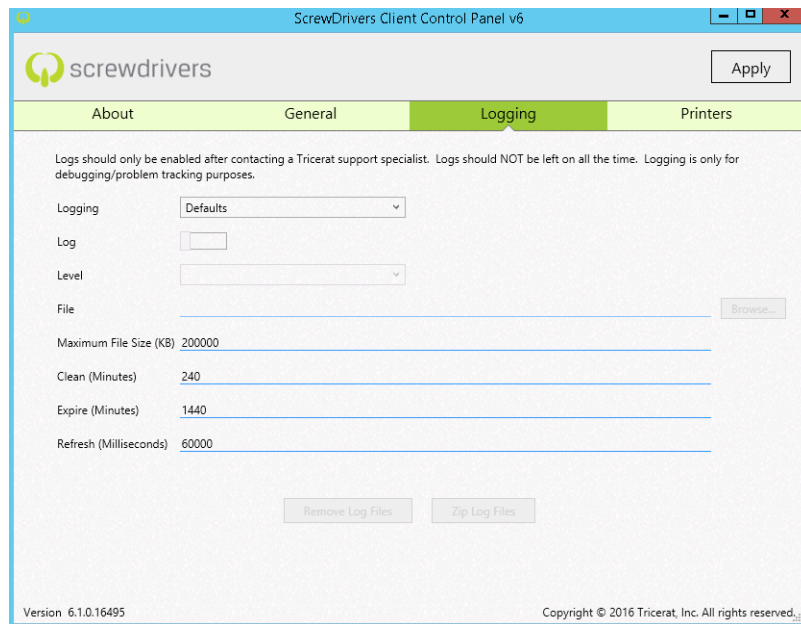 ScrewDrivers Client Control Panel v6
screwdrivers
Apply
About General Logging Printers
Logs should only be enabled after contacting a Tricerat support specialist. Logs should NOT be left on all the time. Logging is only for
debugging/problem tracking purposes.
Logging Defaults
Log
Level
File Browse...
Maximum File Size (KB) 200000
Clean (Minutes) 240
Expire (Minutes) 1440
Refresh (Milliseconds) 60000
Remove Log Files Zip Log Files
Version 6.1.0.16495 Copyright © 2016 Tricerat, Inc. All rights reserved.